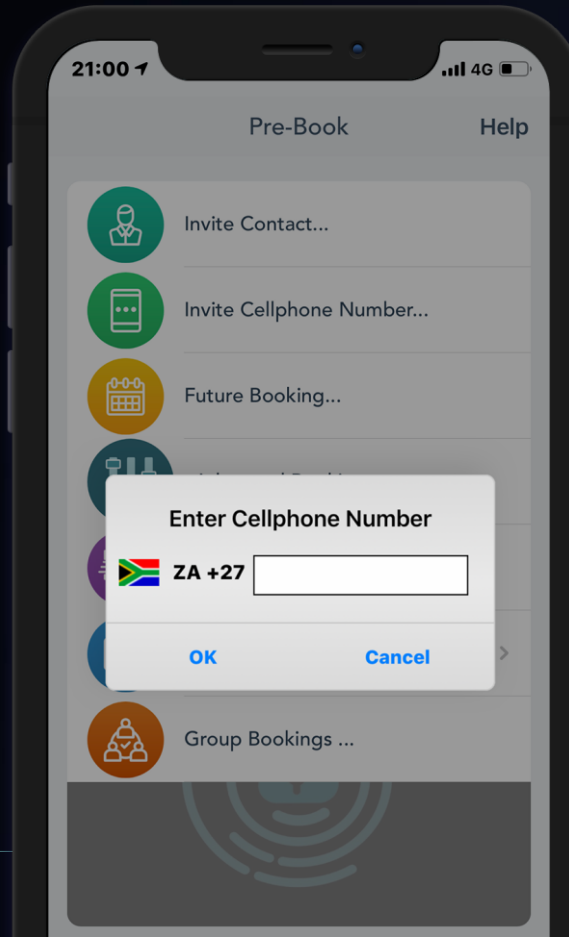 21:00
4G
Pre-Book
Help
Invite Contact...
Invite Cellphone Number...
Future Booking...
Enter Cellphone Number
ZA +27
OK
Cancel
Group Bookings ...